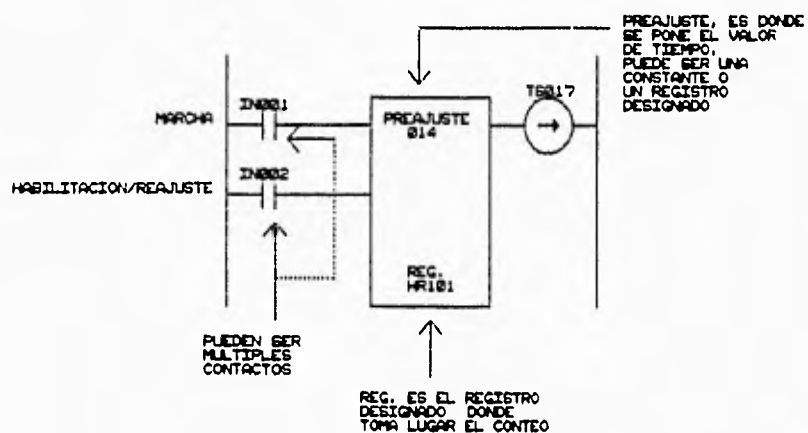 PREAJUSTE, ES DONDE
SE PONE EL VALOR
DE TIEMPO.
PUEDE SER UNA
CONSTANTE O
UN REGISTRO
DESIGNADO
TS017
IN001
MARCHA
PREAJUSTE
014
IN002
HABILITACION/REAJUSTE
REG.
HR101
PUEDEN SER
MULTIPLES
CONTACTOS
REG. ES EL REGISTRO
DESIGNADO DONDE
TOMA LUGAR EL CONTEO